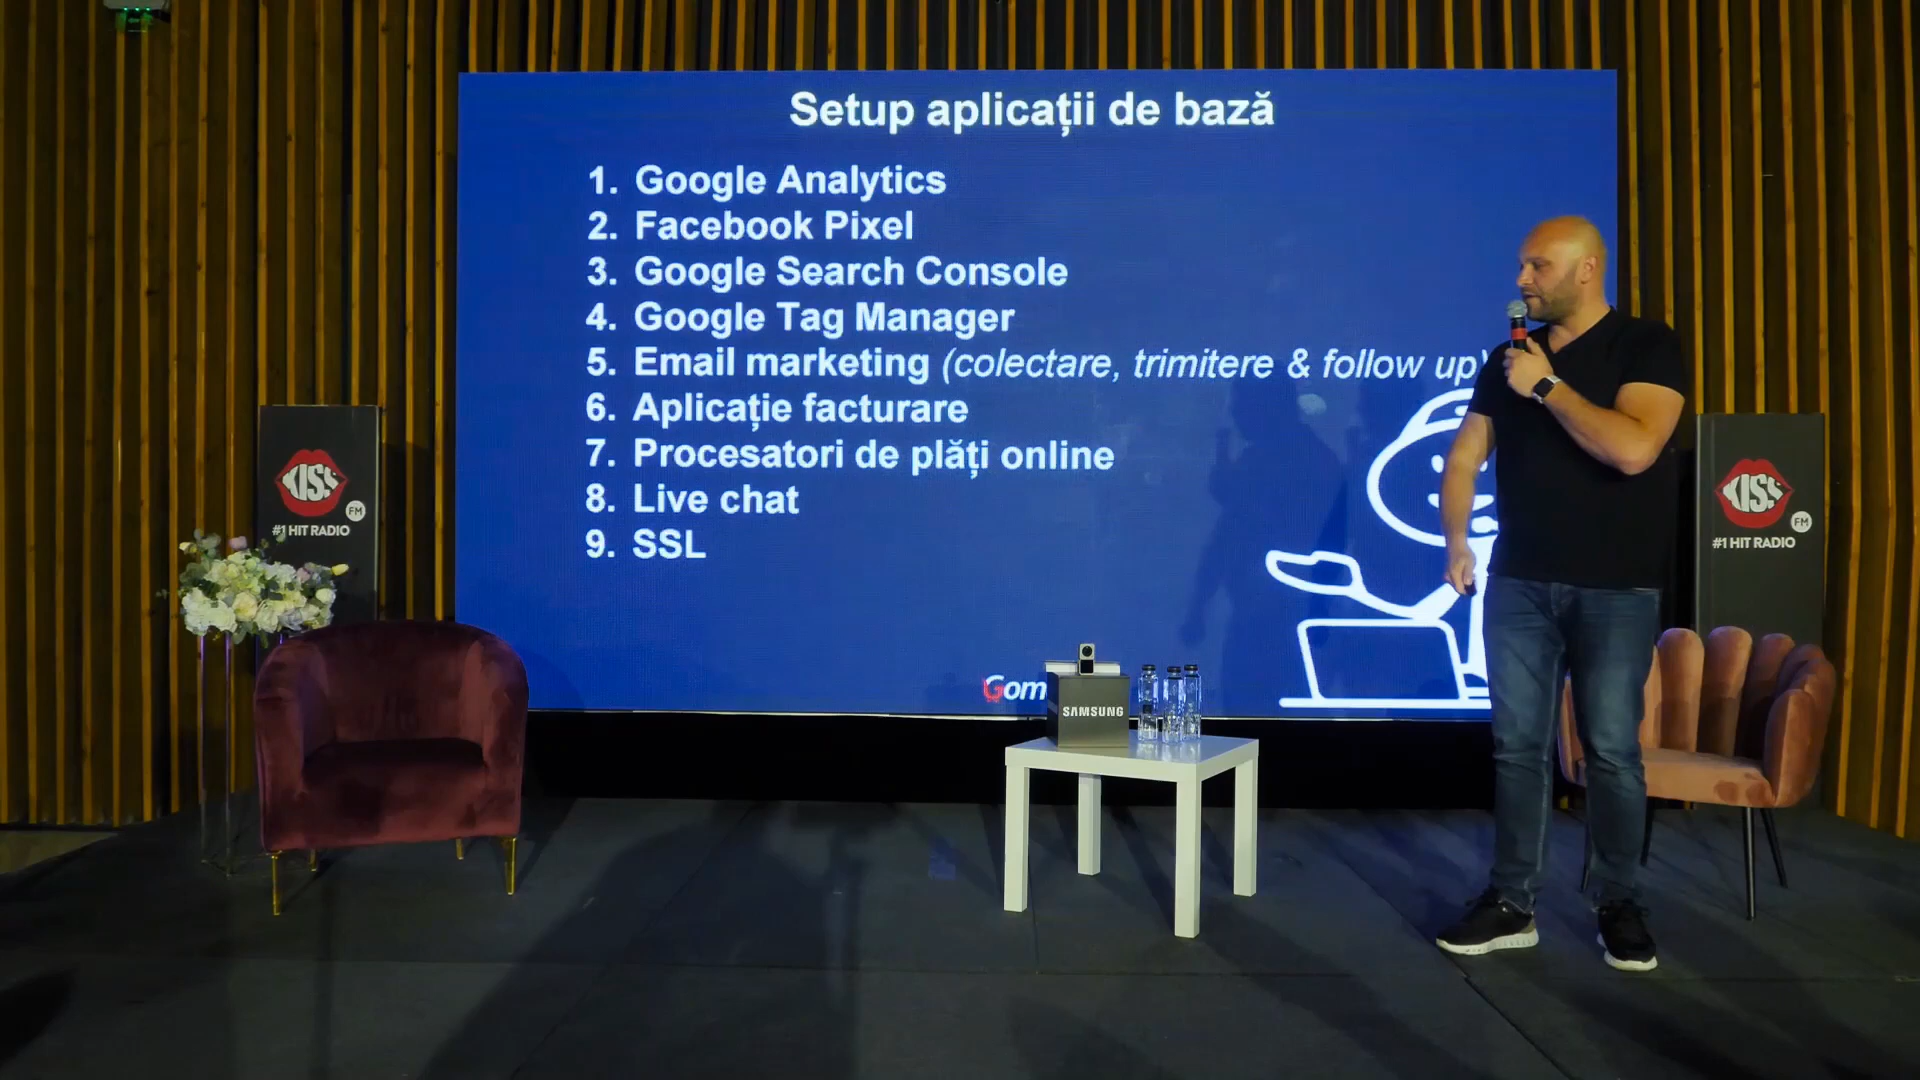 Setup aplicații de bază
1. Google Analytics
2. Facebook Pixel
3. Google Search Console
4. Google Tag Manager
5. Email marketing (colectare, trimitere & follow up)
6. Aplicație facturare
7. Procesatori de plăți online
8. Live chat
9. SSL
Gom
SAMSUNG
KISS
FM
#1 HIT RADIO
KISS
FM
#1 HIT RADIO